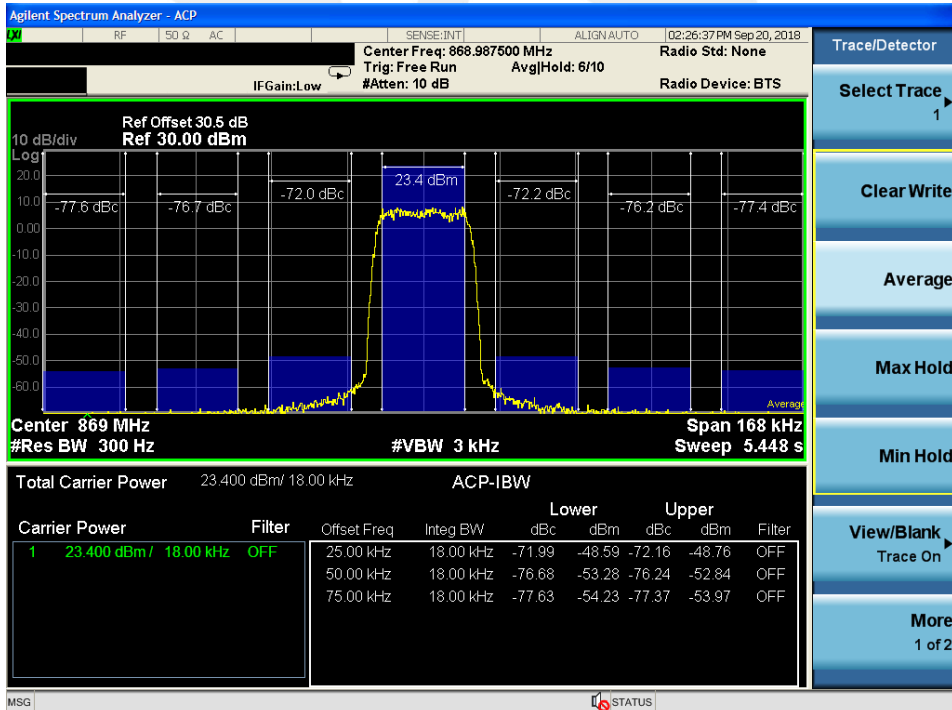 Agilent Spectrum Analyzer - ACP
LXI RF 50 Ω AC SENSE:INT ALIGN AUTO 02:26:37 PM Sep 20, 2018
Center Freq: 868.987500 MHz Radio Std: None
Trig: Free Run Avg|Hold: 6/10
IFGain:Low #Atten: 10 dB Radio Device: BTS
Ref Offset 30.5 dB
10 dB/div Ref 30.00 dBm
Log
20.0
10.0
0.00
-10.0
-20.0
-30.0
-40.0
-50.0
-60.0
-77.6 dBc -76.7 dBc -72.0 dBc 23.4 dBm -72.2 dBc -76.2 dBc -77.4 dBc
Average
Center 869 MHz Span 168 kHz
#Res BW 300 Hz #VBW 3 kHz Sweep 5.448 s
Total Carrier Power 23.400 dBm/ 18.00 kHz ACP-IBW
Lower Upper
Carrier Power Filter Offset Freq Integ BW dBc dBm dBc dBm Filter
1 23.400 dBm / 18.00 kHz OFF 25.00 kHz 18.00 kHz -71.99 -48.59 -72.16 -48.76 OFF
50.00 kHz 18.00 kHz -76.68 -53.28 -76.24 -52.84 OFF
75.00 kHz 18.00 kHz -77.63 -54.23 -77.37 -53.97 OFF
MSG STATUS
Trace/Detector
Select Trace
1
Clear Write
Average
Max Hold
Min Hold
View/Blank
Trace On
More
1 of 2